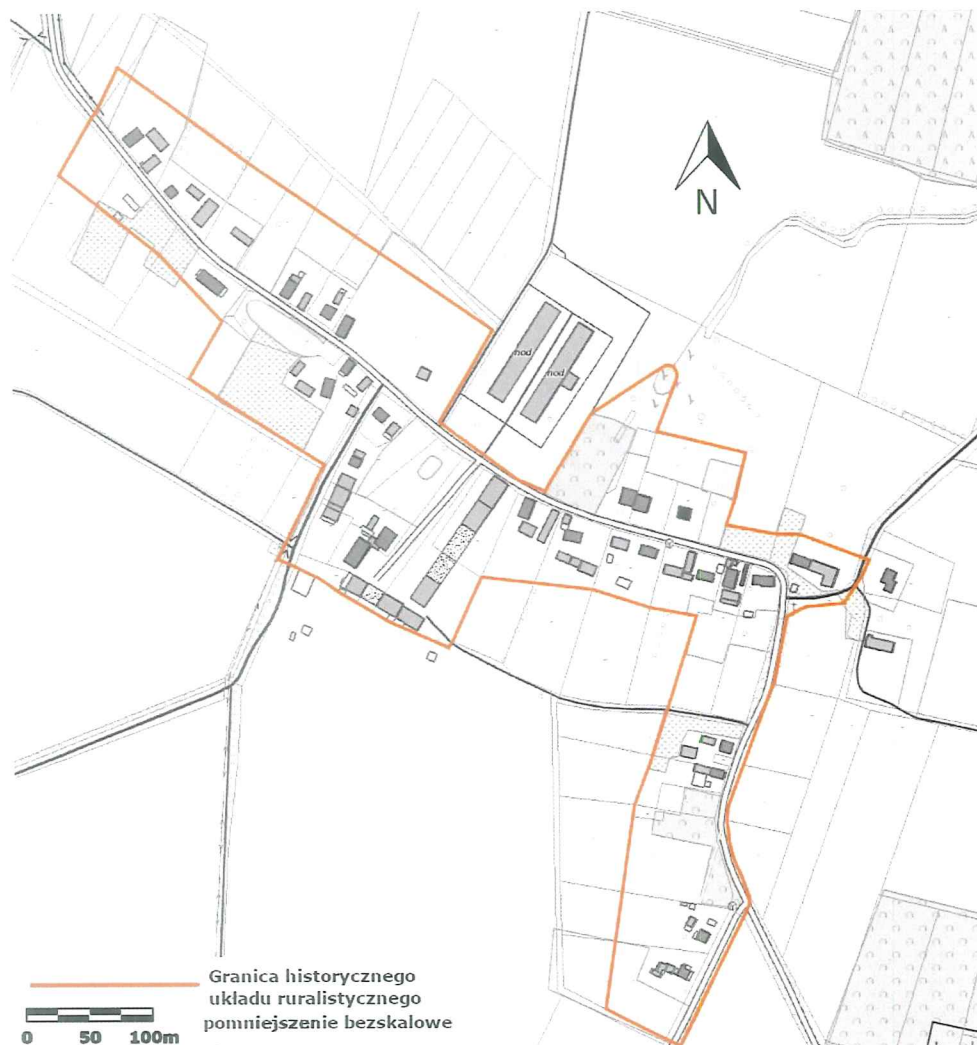 N
nod
nod
Granica historycznego
układu ruralistycznego
pomniejszenie bezskalowe
0 50 100m